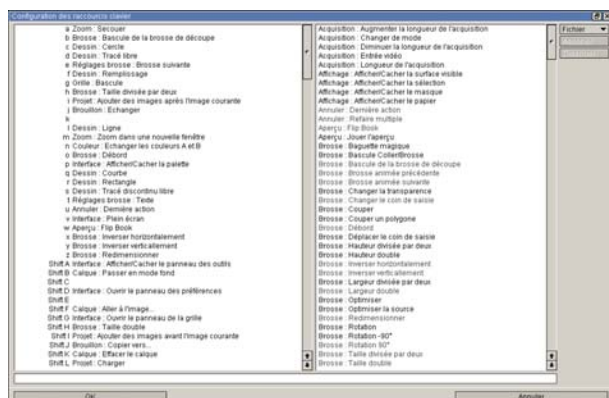 Configuration des raccourcis clavier
a Zoom : Secouer
b Brosse : Bascule de la brosse de découpe
c Dessin : Cercle
d Dessin : Tracé libre
e Réglages brosse : Brosse suivante
f Dessin : Remplissage
g Grille : Bascule
h Brosse : Taille divisée par deux
i Projet : Ajouter des images après l'image courante
j Brouillon : Echanger
k
l Dessin : Ligne
m Zoom : Zoom dans une nouvelle fenêtre
n Couleur : Echanger les couleurs A et B
o Brosse : Débord
p Interface : Afficher/Cacher la palette
q Dessin : Courbe
r Dessin : Rectangle
s Dessin : Tracé discontinu libre
t Réglages brosse : Texte
u Annuler : Dernière action
v Interface : Plein écran
w Aperçu : Flip Book
x Brosse : Inverser horizontalement
y Brosse : Inverser verticallement
z Brosse : Redimensionner
Shift A Interface : Afficher/Cacher le panneau des outils
Shift B Calque : Passer en mode fond
Shift C
Shift D Interface : Ouvrir le panneau des préférences
Shift E
Shift F Calque : Aller à l'image...
Shift G Interface : Ouvrir le panneau de la grille
Shift H Brosse : Taille double
Shift I Projet : Ajouter des images avant l'image courante
Shift J Brouillon : Copier vers...
Shift K Calque : Effacer le calque
Shift L Projet : Charger
Acquisition : Augmenter la longueur de l'acquisition
Acquisition : Changer de mode
Acquisition : Diminuer la longueur de l'acquisition
Acquisition : Entrée vidéo
Acquisition : Longueur de l'acquisition
Affichage : Afficher/Cacher la surface visible
Affichage : Afficher/Cacher la sélection
Affichage : Afficher/Cacher le masque
Affichage : Afficher/Cacher le papier
Annuler : Dernière action
Annuler : Refaire multiple
Aperçu : Flip Book
Aperçu : Jouer l'aperçu
Brosse : Baguette magique
Brosse : Bascule Coller/Brosse
Brosse : Bascule de la brosse de découpe
Brosse : Brosse animée précédente
Brosse : Brosse animée suivante
Brosse : Changer la transparence
Brosse : Changer le coin de saisie
Brosse : Couper
Brosse : Couper un polygone
Brosse : Débord
Brosse : Déplacer le coin de saisie
Brosse : Hauteur divisée par deux
Brosse : Hauteur double
Brosse : Inverser horizontalement
Brosse : Inverser verticallement
Brosse : Largeur divisée par deux
Brosse : Largeur double
Brosse : Optimiser
Brosse : Optimiser la source
Brosse : Redimensionner
Brosse : Rotation
Brosse : Rotation -90°
Brosse : Rotation 90°
Brosse : Taille divisée par deux
Brosse : Taille double
Fichier
OK
Annuler